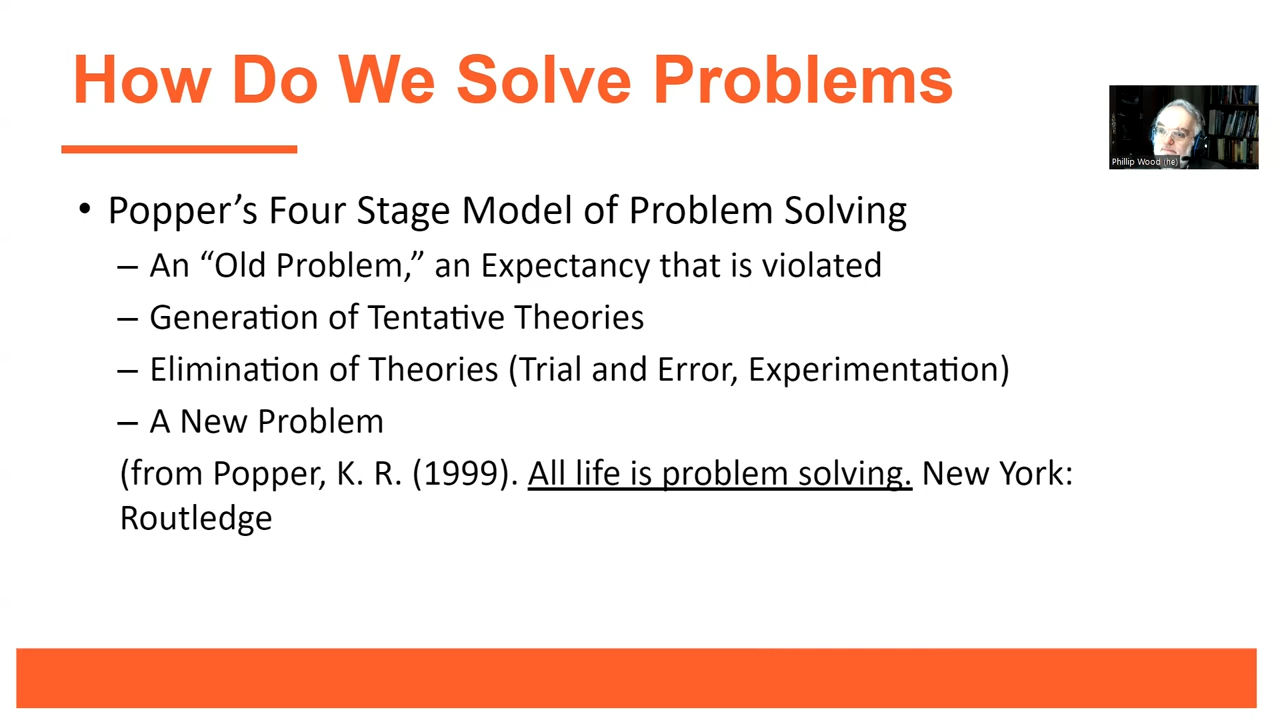 How Do We Solve Problems
Phillip Wood (he)
• Popper’s Four Stage Model of Problem Solving
– An “Old Problem,” an Expectancy that is violated
– Generation of Tentative Theories
– Elimination of Theories (Trial and Error, Experimentation)
– A New Problem
(from Popper, K. R. (1999). All life is problem solving. New York:
Routledge